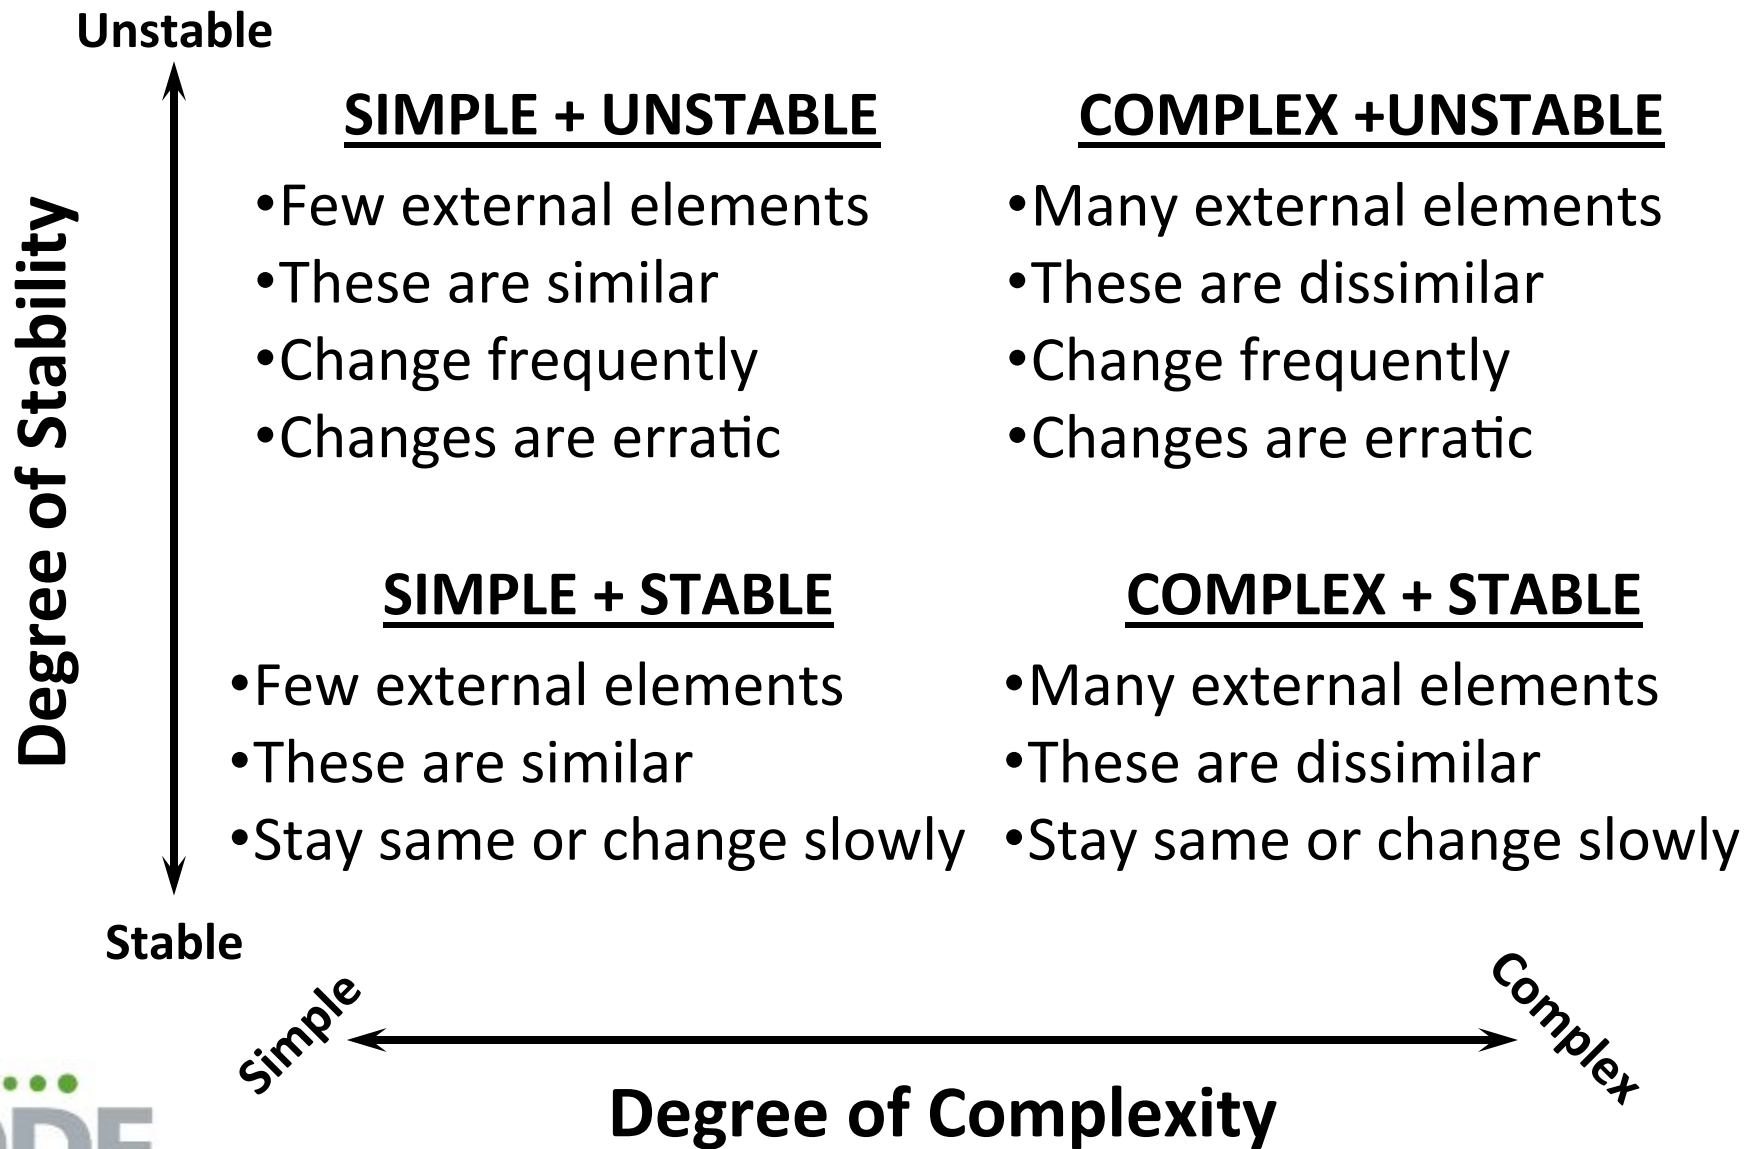 Unstable
SIMPLE + UNSTABLE
•Few external elements
•These are similar
•Change frequently
•Changes are erratic
COMPLEX +UNSTABLE
•Many external elements
•These are dissimilar
•Change frequently
•Changes are erratic
Degree of Stability
SIMPLE + STABLE
•Few external elements
•These are similar
•Stay same or change slowly
COMPLEX + STABLE
•Many external elements
•These are dissimilar
•Stay same or change slowly
Stable
Simple
Complex
Degree of Complexity